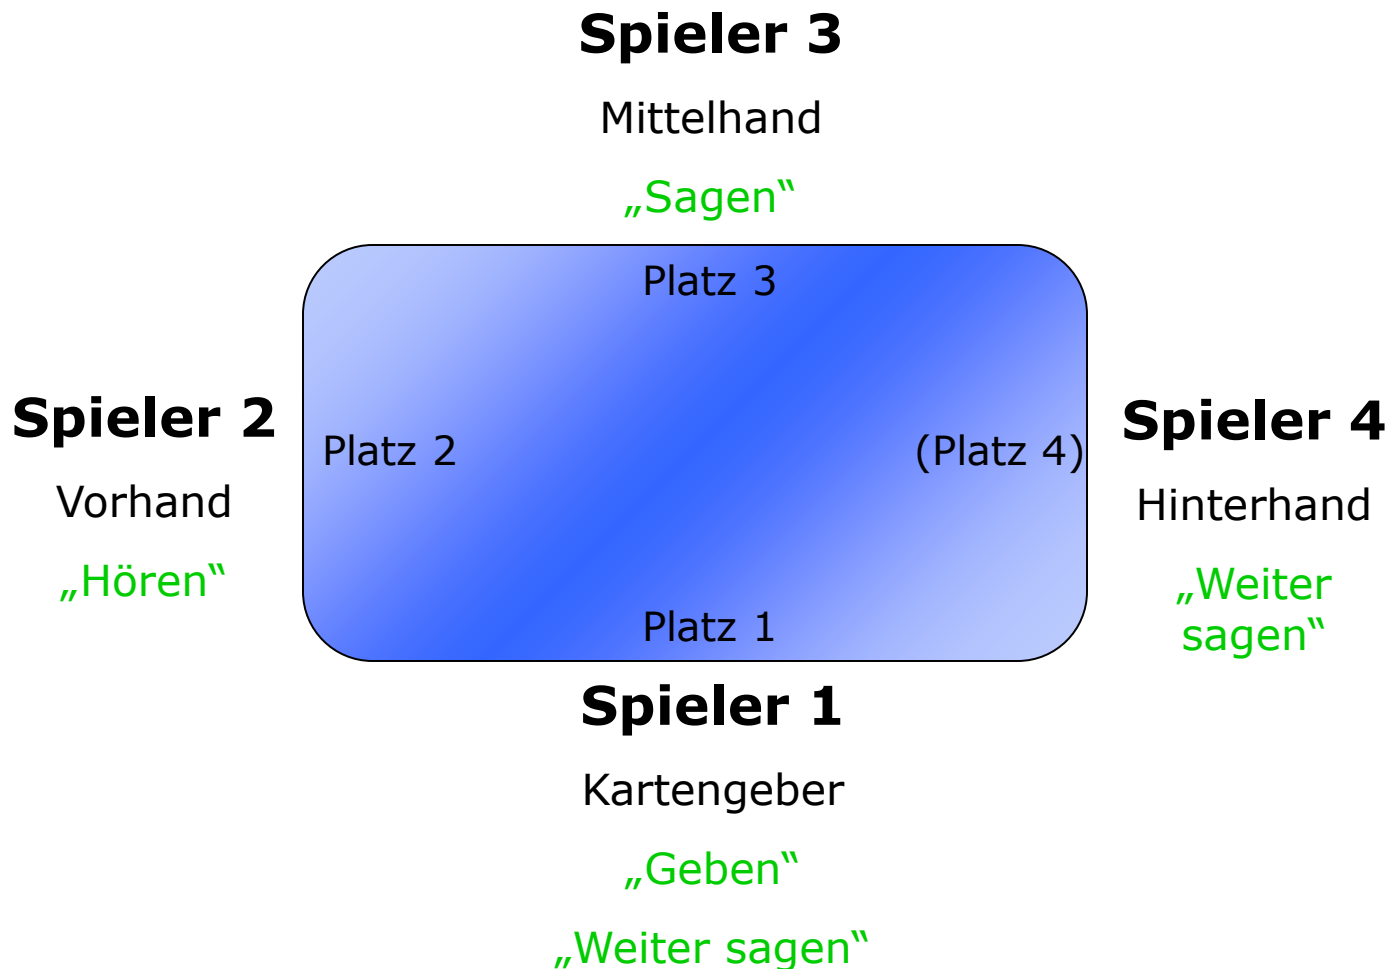 Spieler 3
Mittelhand
„Sagen“
Platz 3
Spieler 2
Vorhand
„Hören“
Platz 2
(Platz 4)
Spieler 4
Hinterhand
„Weiter
sagen“
Platz 1
Spieler 1
Kartengeber
„Geben“
„Weiter sagen“